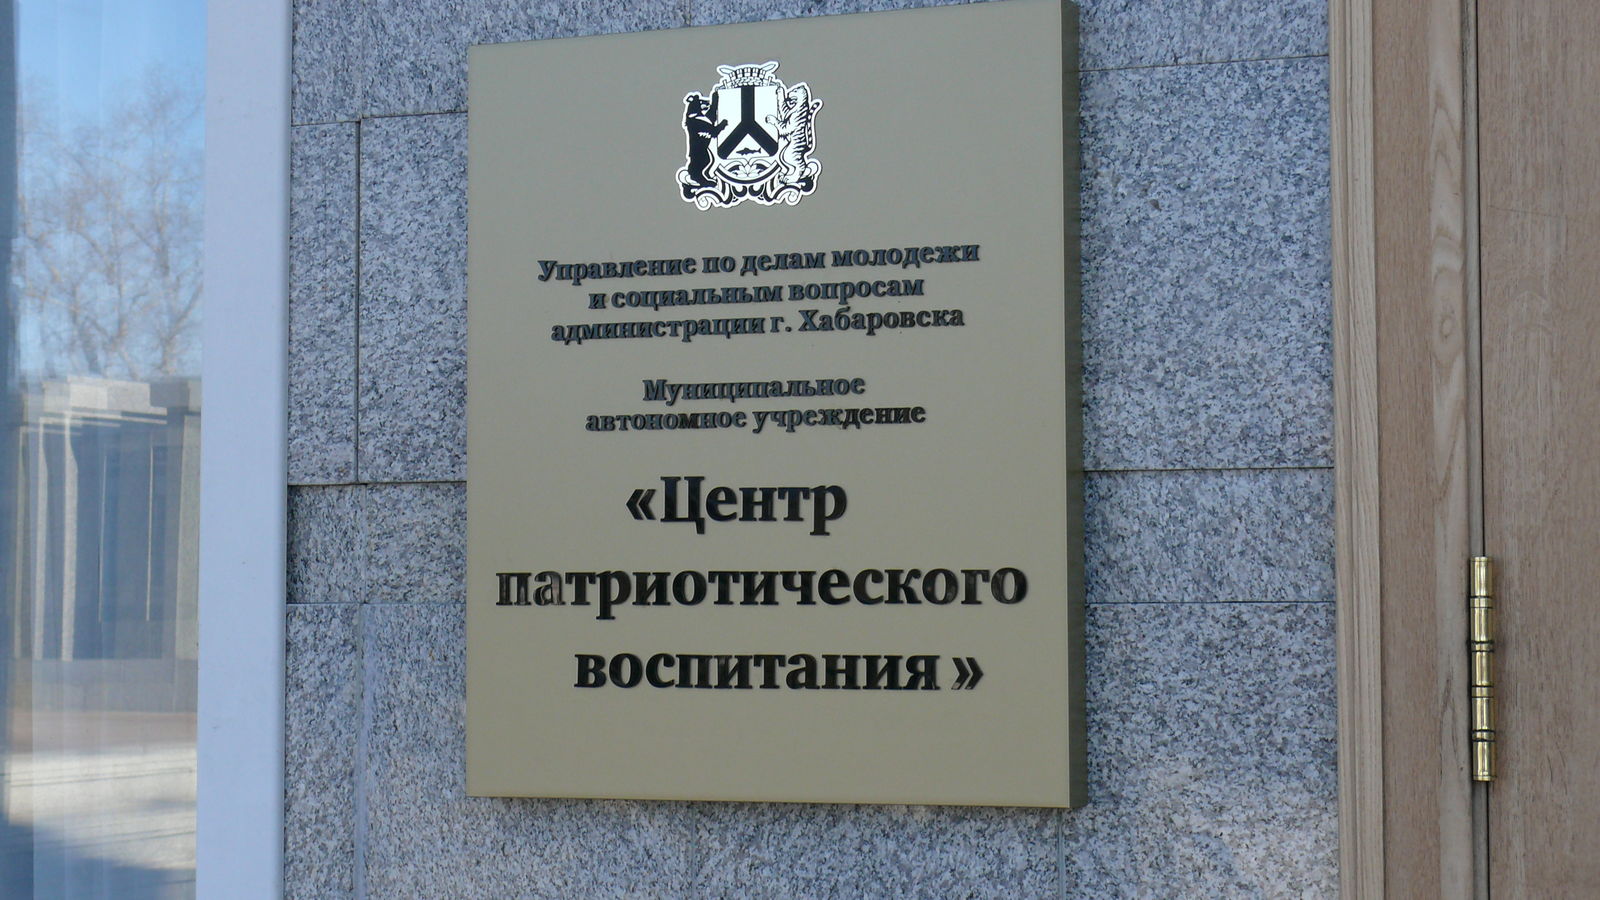 Управление по делам молодежи
и социальным вопросам
администрации г. Хабаровска
Муниципальное
автономное учреждение
«Центр
патриотического
воспитания»